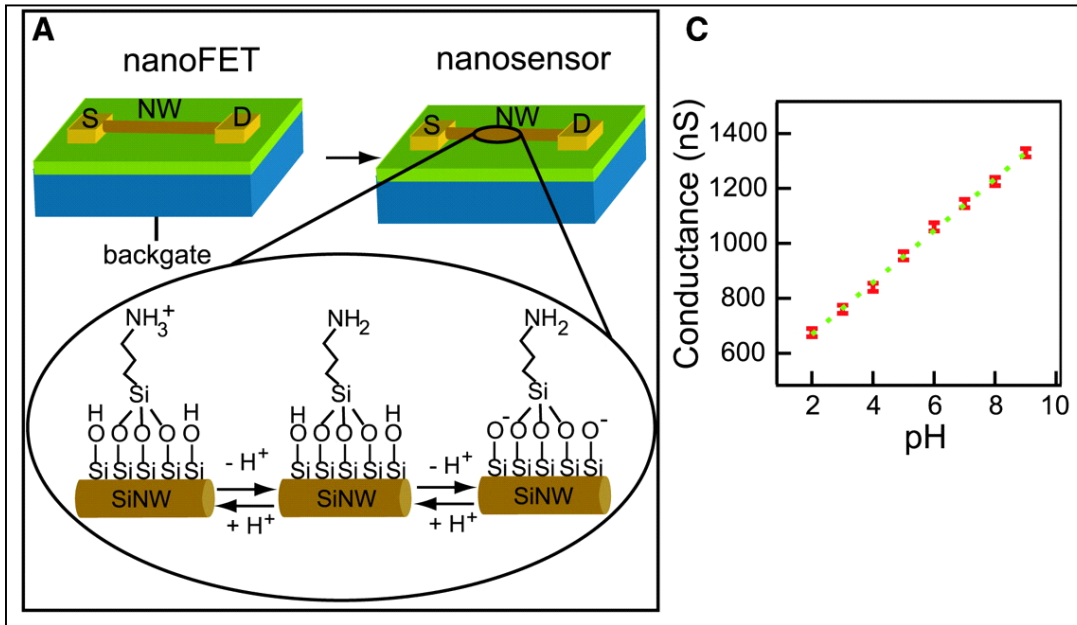 A
nanoFET
nanosensor
S NW D
S NW D
backgate
NH3+
NH2
NH2
Si
Si
Si
H H
H H
O O O O O
O O O O O
O- O O O O-
Si Si Si Si Si
Si Si Si Si Si
Si Si Si Si Si
- H+
- H+
SiNW
SiNW
SiNW
+ H+
+ H+
C
Conductance (nS)
1400
1200
1000
800
600
2 4 6 8 10
pH